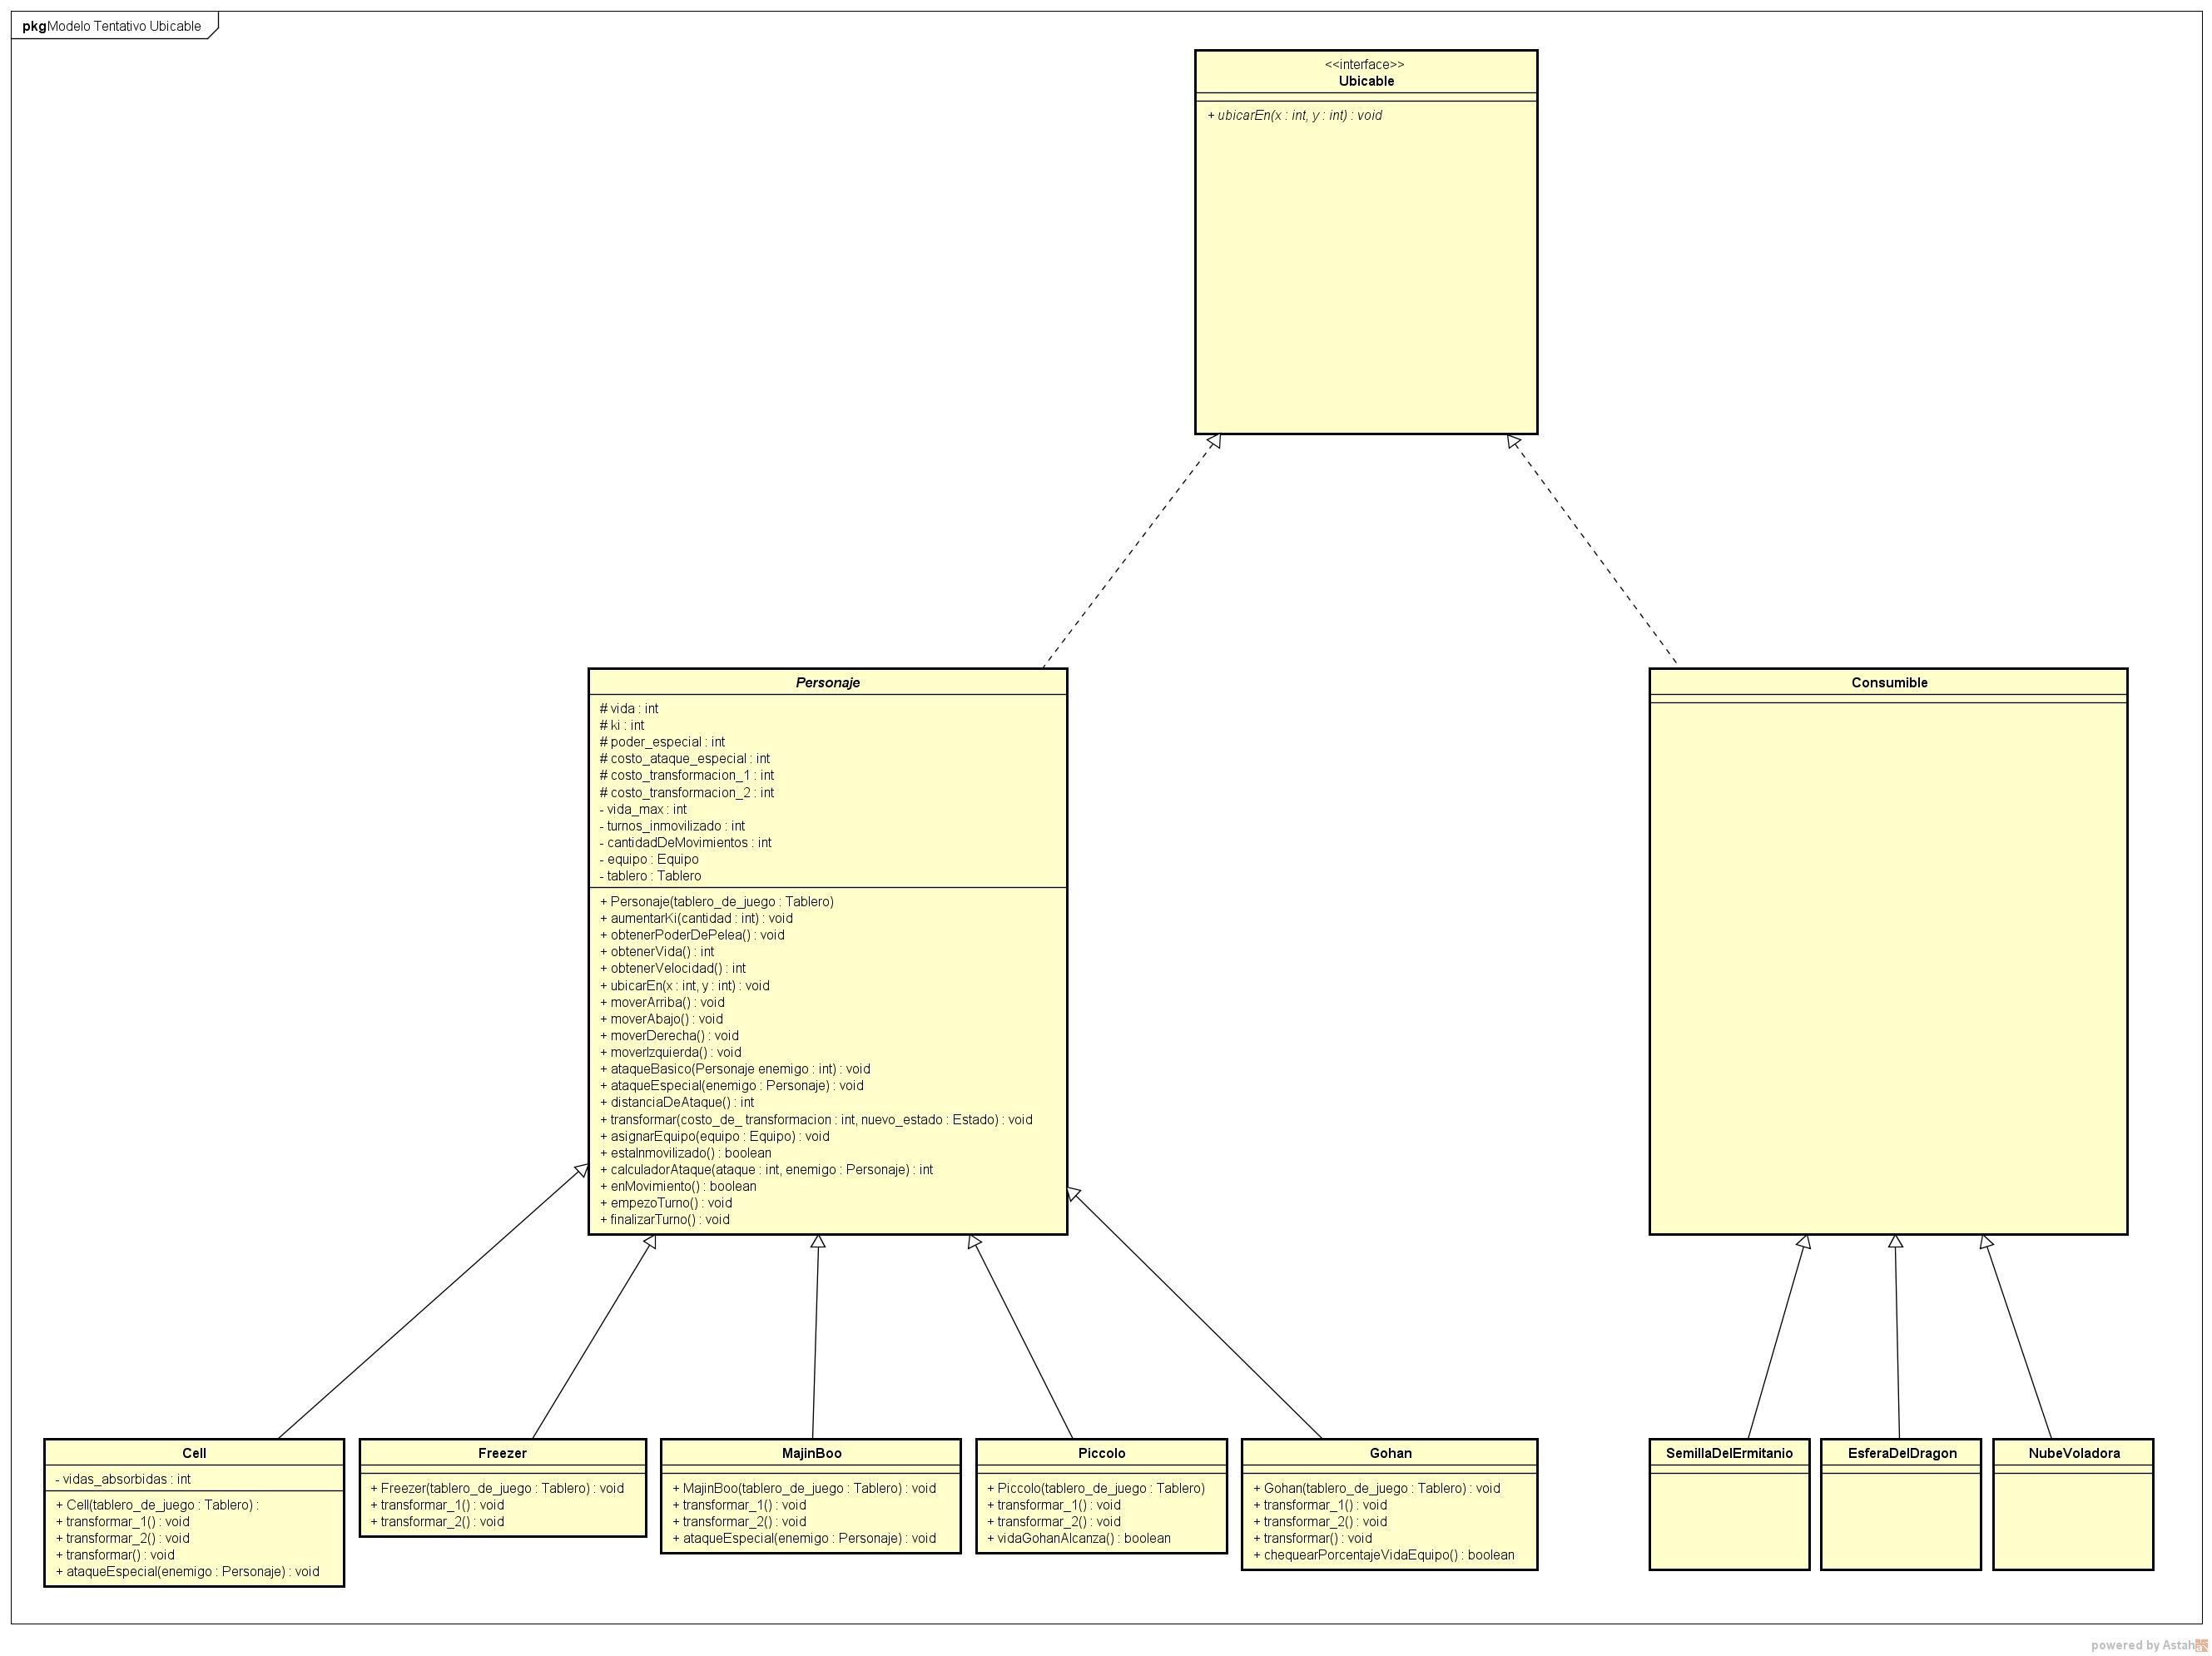 pkg Modelo Tentativo Ubicable
<<interface>>
Ubicable
+ ubicarEn(x : int, y : int) : void
Personaje
# vida : int
# ki : int
# poder_especial : int
# costo_ataque_especial : int
# costo_transformacion_1 : int
# costo_transformacion_2 : int
- vida_max : int
- turnos_inmovilizado : int
- cantidadDeMovimientos : int
- equipo : Equipo
- tablero : Tablero
+ Personaje(tablero_de_juego : Tablero)
+ aumentarKi(cantidad : int) : void
+ obtenerPoderDePelea() : void
+ obtenerVida() : int
+ obtenerVelocidad() : int
+ ubicarEn(x : int, y : int) : void
+ moverArriba() : void
+ moverAbajo() : void
+ moverDerecha() : void
+ moverIzquierda() : void
+ ataqueBasico(Personaje enemigo : int) : void
+ ataqueEspecial(enemigo : Personaje) : void
+ distanciaDeAtaque() : int
+ transformar(costo_de_ transformacion : int, nuevo_estado : Estado) : void
+ asignarEquipo(equipo : Equipo) : void
+ estaInmovilizado() : boolean
+ calculadorAtaque(ataque : int, enemigo : Personaje) : int
+ enMovimiento() : boolean
+ empezoTurno() : void
+ finalizarTurno() : void
Consumible
Cell
- vidas_absorbidas : int
+ Cell(tablero_de_juego : Tablero) :
+ transformar_1() : void
+ transformar_2() : void
+ transformar() : void
+ ataqueEspecial(enemigo : Personaje) : void
Freezer
+ Freezer(tablero_de_juego : Tablero) : void
+ transformar_1() : void
+ transformar_2() : void
MajinBoo
+ MajinBoo(tablero_de_juego : Tablero) : void
+ transformar_1() : void
+ transformar_2() : void
+ ataqueEspecial(enemigo : Personaje) : void
Piccolo
+ Piccolo(tablero_de_juego : Tablero)
+ transformar_1() : void
+ transformar_2() : void
+ vidaGohanAlcanza() : boolean
Gohan
+ Gohan(tablero_de_juego : Tablero) : void
+ transformar_1() : void
+ transformar_2() : void
+ transformar() : void
+ chequearPorcentajeVidaEquipo() : boolean
SemillaDelErmitanio
EsferaDelDragon
NubeVoladora
powered by Astah